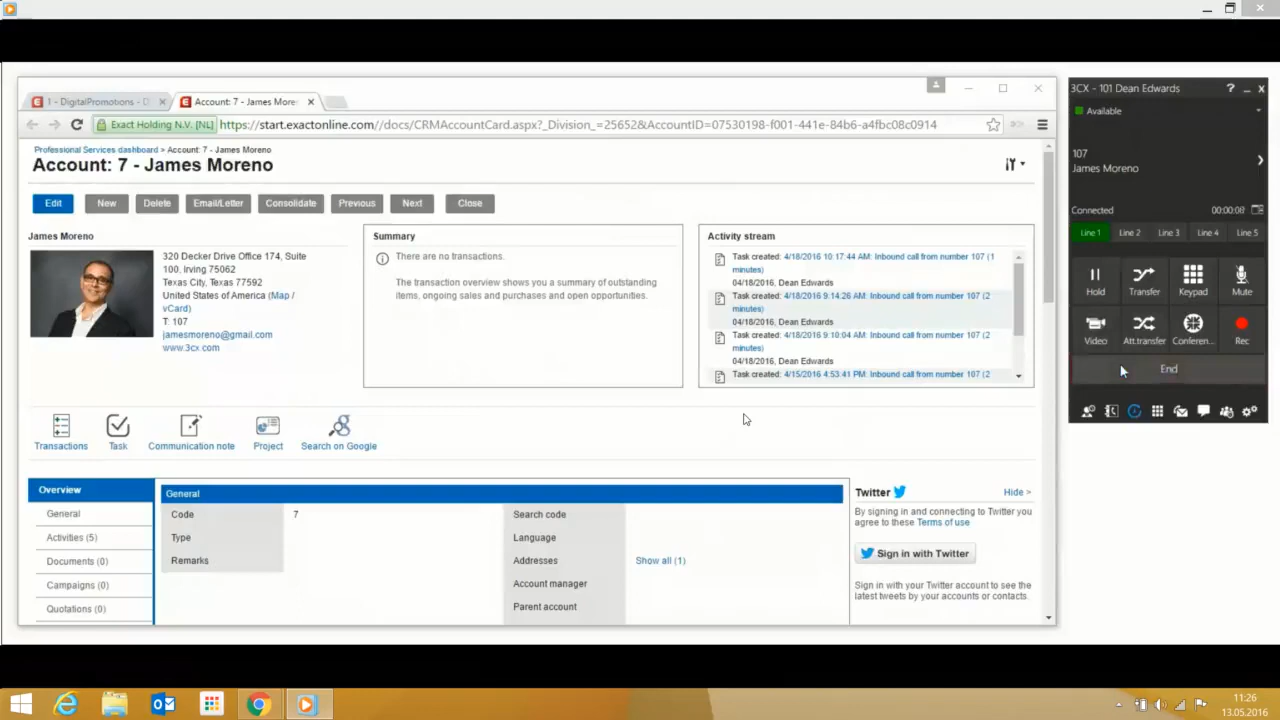 1 - DigitalPromotions - D
Account: 7 - James More
Exact Holding N.V. [NL]
https://start.exactonline.com//docs/CRMAccountCard.aspx?_Division_=25652&AccountID=07530198-f001-441e-84b6-a4fbc08c0914
Professional Services dashboard > Account: 7 - James Moreno
Account: 7 - James Moreno
Edit
New
Delete
Email/Letter
Consolidate
Previous
Next
Close
James Moreno
320 Decker Drive Office 174, Suite
100, Irving 75062
Texas City, Texas 77592
United States of America (Map /
vCard)
T: 107
jamesmoreno@gmail.com
www.3cx.com
Summary
There are no transactions.
The transaction overview shows you a summary of outstanding
items, ongoing sales and purchases and open opportunities.
Activity stream
Task created: 4/18/2016 10:17:44 AM: Inbound call from number 107 (1
minutes)
04/18/2016, Dean Edwards
Task created: 4/18/2016 9:14:26 AM: Inbound call from number 107 (2
minutes)
04/18/2016, Dean Edwards
Task created: 4/18/2016 9:10:04 AM: Inbound call from number 107 (2
minutes)
04/18/2016, Dean Edwards
Task created: 4/15/2016 4:53:41 PM: Inbound call from number 107 (2
Transactions
Task
Communication note
Project
Search on Google
Overview
General
Activities (5)
Documents (0)
Campaigns (0)
Quotations (0)
General
Code
7
Type
Remarks
Search code
Language
Addresses
Show all (1)
Account manager
Parent account
Twitter
Hide >
By signing in and connecting to Twitter you
agree to these Terms of use
Sign in with Twitter
Sign in with your Twitter account to see the
latest tweets by your accounts or contacts.
3CX - 101 Dean Edwards
Available
107
James Moreno
Connected
00:00:08
Line 1
Line 2
Line 3
Line 4
Line 5
Hold
Transfer
Keypad
Mute
Video
Att.transfer
Conferen...
Rec
End
11:26
13.05.2016